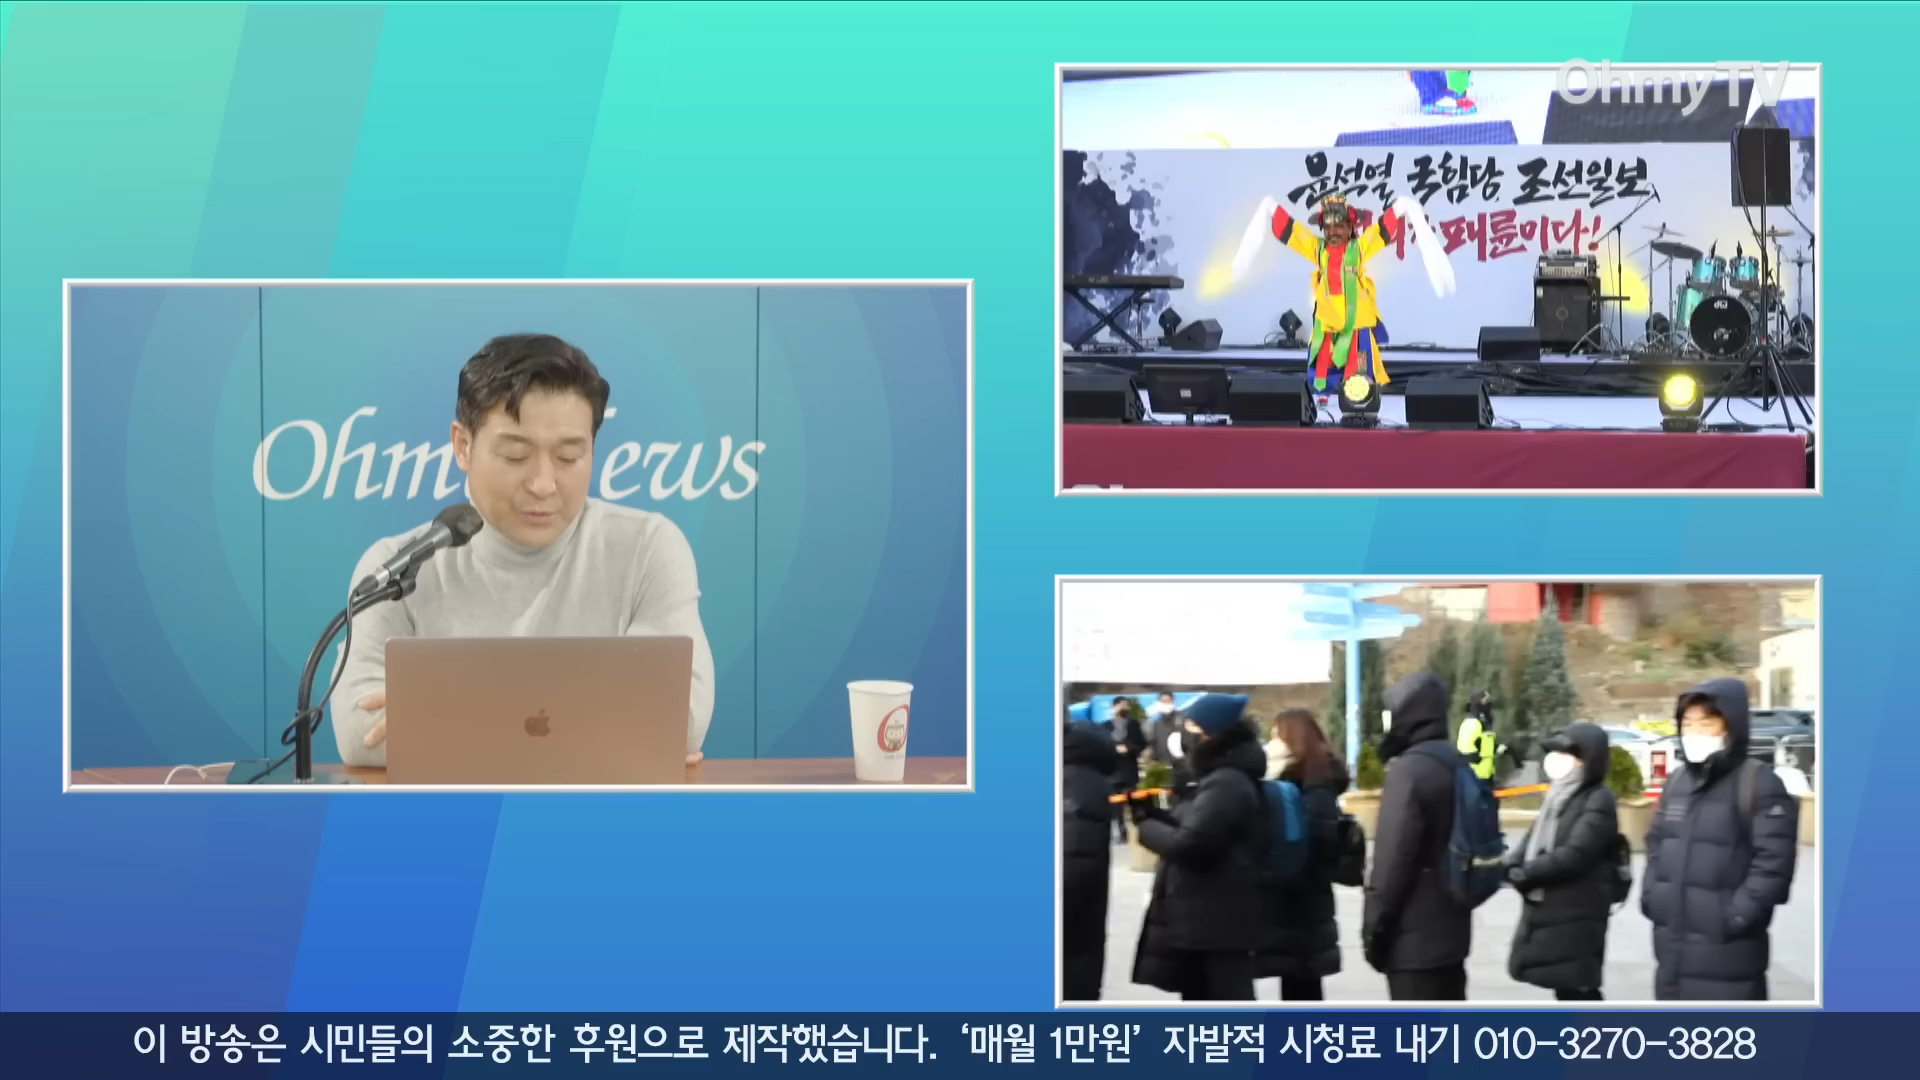 OhmyTV
Ohm News
윤석열 국힘당 조선일보
패륜이다!
이 방송은 시민들의 소중한 후원으로 제작했습니다. ‘매월 1만원’ 자발적 시청료 내기 010-3270-3828